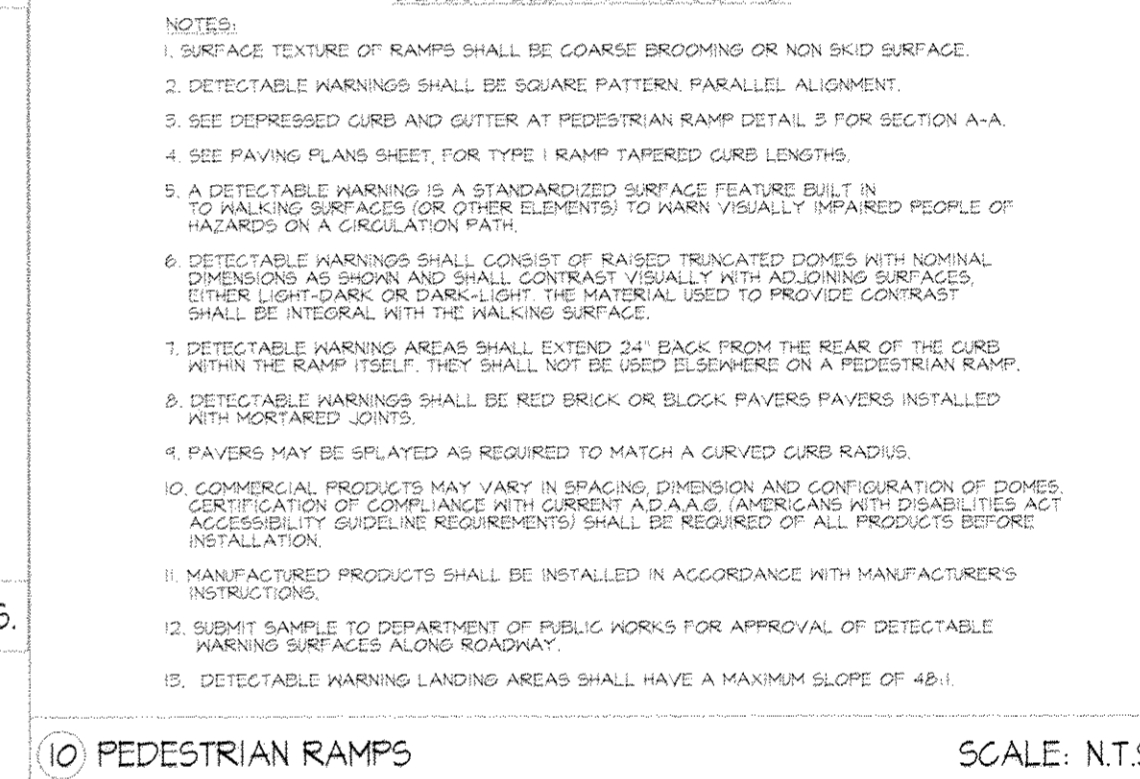 NOTES:
1. SURFACE TEXTURE OF RAMPS SHALL BE COARSE BROOMING OR NON SKID SURFACE.
2. DETECTABLE WARNINGS SHALL BE SQUARE PATTERN. PARALLEL ALIGNMENT.
3. SEE DEPRESSED CURB AND GUTTER AT PEDESTRIAN RAMP DETAIL 3 FOR SECTION A-A.
4. SEE PAVING PLANS SHEET, FOR TYPE 1 RAMP TAPERED CURB LENGTHS.
5. A DETECTABLE WARNING IS A STANDARDIZED SURFACE FEATURE BUILT IN
TO WALKING SURFACES (OR OTHER ELEMENTS) TO WARN VISUALLY IMPAIRED PEOPLE OF
HAZARDS ON A CIRCULATION PATH.
6. DETECTABLE WARNINGS SHALL CONSIST OF RAISED TRUNCATED DOMES WITH NOMINAL
DIMENSIONS AS SHOWN AND SHALL CONTRAST VISUALLY WITH ADJOINING SURFACES,
EITHER LIGHT-DARK OR DARK-LIGHT. THE MATERIAL USED TO PROVIDE CONTRAST
SHALL BE INTEGRAL WITH THE WALKING SURFACE.
7. DETECTABLE WARNING AREAS SHALL EXTEND 24" BACK FROM THE REAR OF THE CURB
WITHIN THE RAMP ITSELF. THEY SHALL NOT BE USED ELSEWHERE ON A PEDESTRIAN RAMP.
8. DETECTABLE WARNINGS SHALL BE RED BRICK OR BLOCK PAVERS PAVERS INSTALLED
WITH MORTARED JOINTS.
9. PAVERS MAY BE SPLAYED AS REQUIRED TO MATCH A CURVED CURB RADIUS.
10. COMMERCIAL PRODUCTS MAY VARY IN SPACING, DIMENSION AND CONFIGURATION OF DOMES.
CERTIFICATION OF COMPLIANCE WITH CURRENT A.D.A.A.G. (AMERICANS WITH DISABILITIES ACT
ACCESSIBILITY GUIDELINE REQUIREMENTS) SHALL BE REQUIRED OF ALL PRODUCTS BEFORE
INSTALLATION.
11. MANUFACTURED PRODUCTS SHALL BE INSTALLED IN ACCORDANCE WITH MANUFACTURER'S
INSTRUCTIONS.
12. SUBMIT SAMPLE TO DEPARTMENT OF PUBLIC WORKS FOR APPROVAL OF DETECTABLE
WARNING SURFACES ALONG ROADWAY.
13. DETECTABLE WARNING LANDING AREAS SHALL HAVE A MAXIMUM SLOPE OF 48:1.
S.
10 PEDESTRIAN RAMPS
SCALE: N.T.S